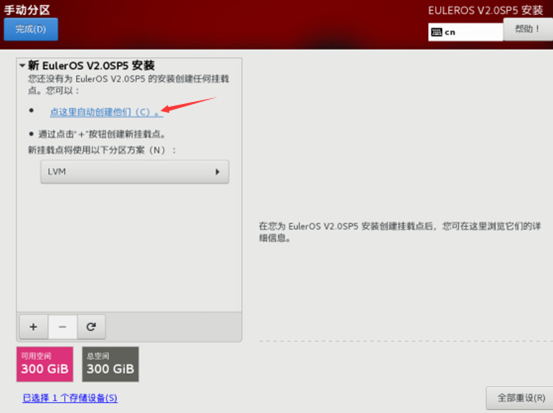 手动分区
EULEROS V2.0SP5 安装
完成(D)
cn
帮助！
新 EulerOS V2.0SP5 安装
您还没有为 EulerOS V2.0SP5 的安装创建任何挂载
点。您可以：
点这里自动创建他们（C）。
通过点击“+”按钮创建新挂载点。
新挂载点将使用以下分区方案（N）：
LVM
在您为 EulerOS V2.0SP5 安装创建挂载点后，您可在这里浏览它们的详
细信息。
+
-
可用空间
300 GiB
总空间
300 GiB
已选择 1 个存储设备(S)
全部重设(R)